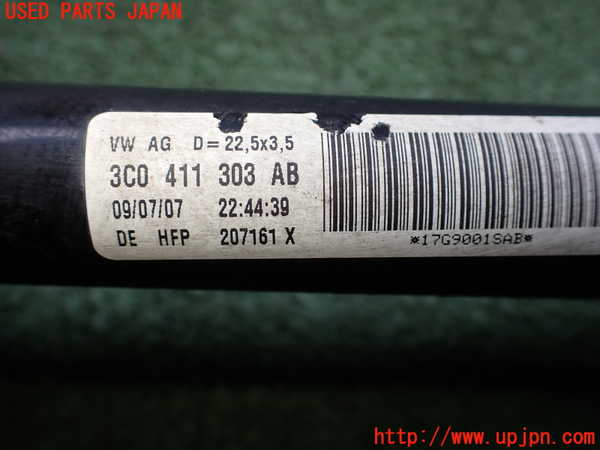 USED PARTS JAPAN
VW AG D=22,5x3,5
3C0 411 303 AB
09/07/07 22:44:39
DE HFP 207161 X
*17G9001SAB*
(C)UPJ
http://www.upjpn.com